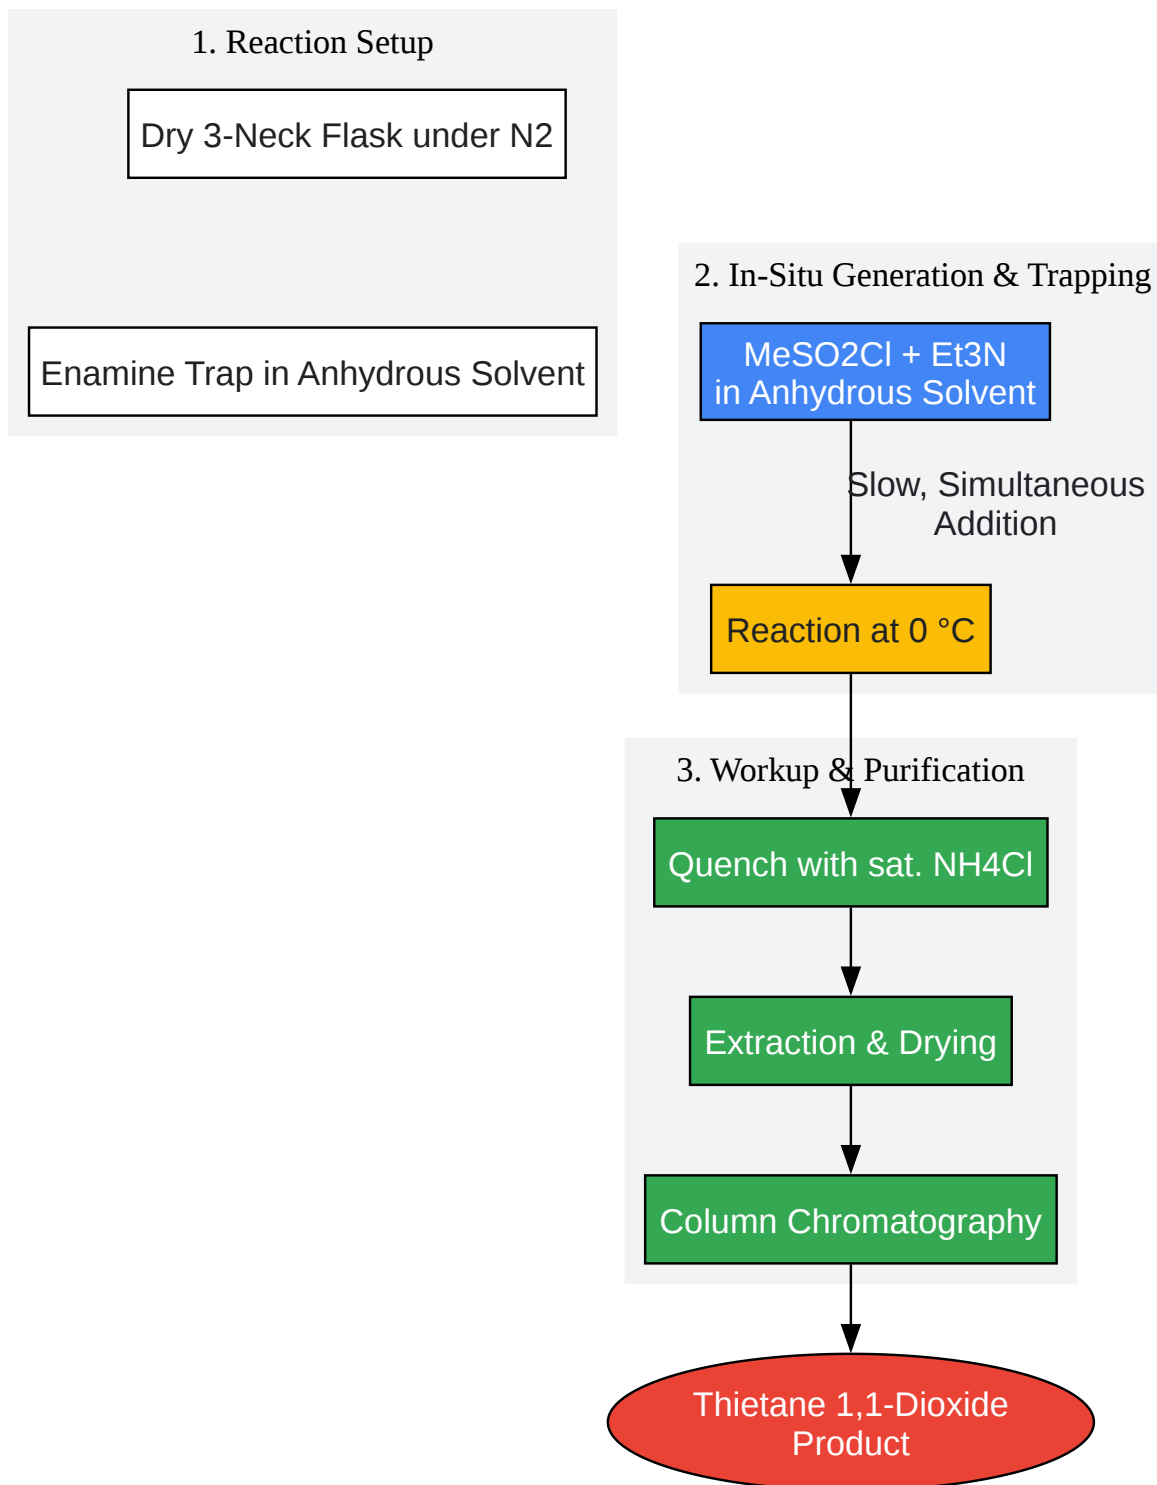 1. Reaction Setup
Dry 3-Neck Flask under N2
Enamine Trap in Anhydrous Solvent
2. In-Situ Generation & Trapping
MeSO2Cl + Et3N
in Anhydrous Solvent
Slow, Simultaneous
Addition
Reaction at 0 °C
3. Workup & Purification
Quench with sat. NH4Cl
Extraction & Drying
Column Chromatography
Thietane 1,1-Dioxide
Product